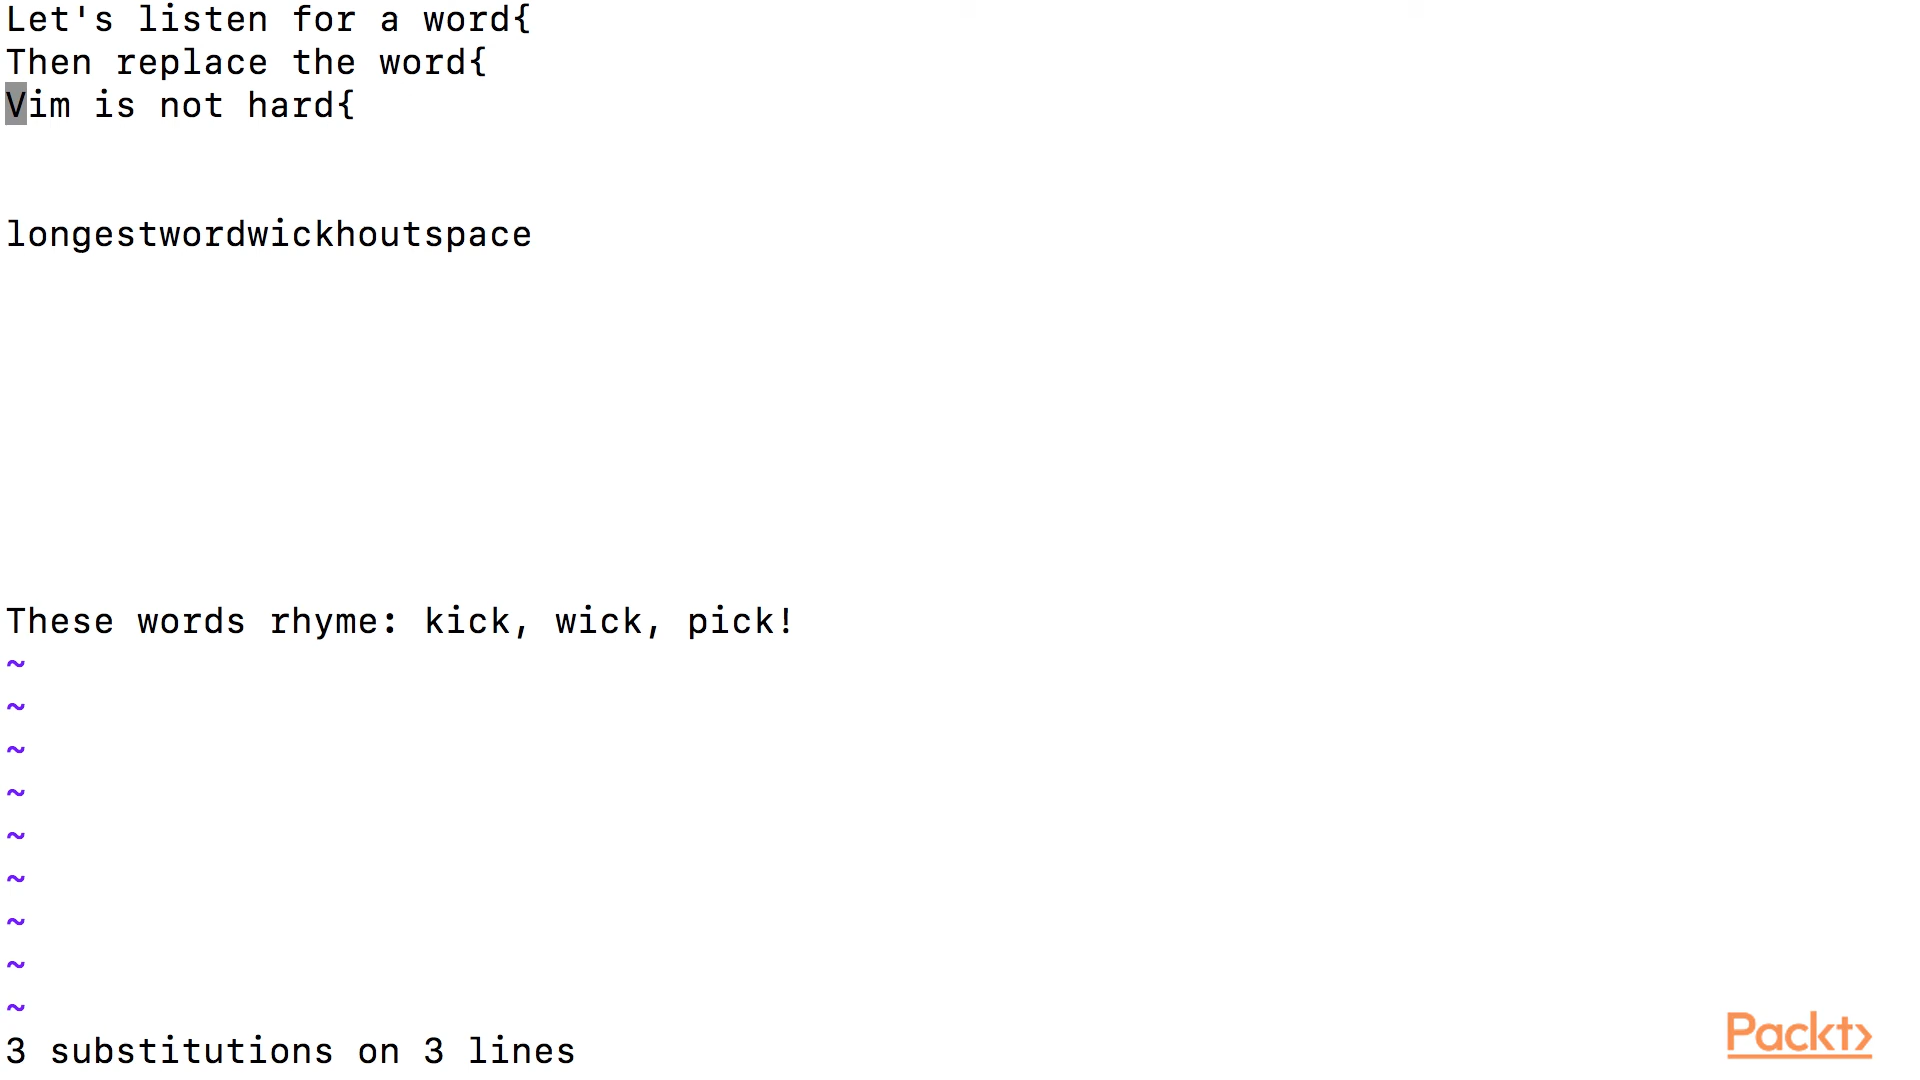 Let's listen for a word{
Then replace the word{
Vim is not hard{
longestwordwickhoutspace
These words rhyme: kick, wick, pick!
~
~
~
~
~
~
~
~
~
3 substitutions on 3 lines
Packt>